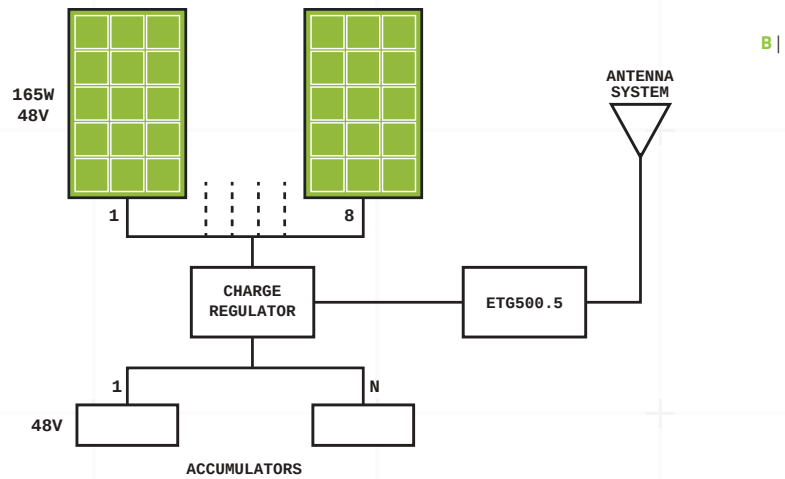 B|
ANTENNA
SYSTEM
165W
48V
1
8
CHARGE
REGULATOR
ETG500.5
1
N
48V
ACCUMULATORS